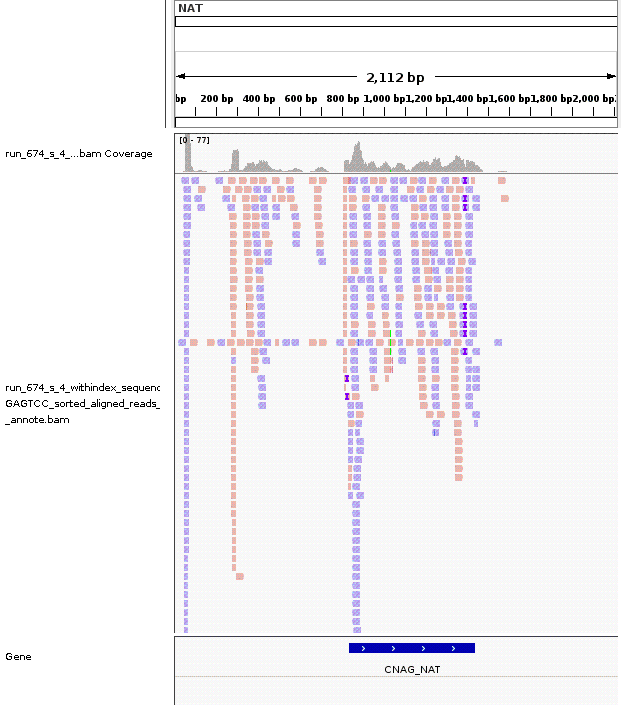 NAT
2,112 bp
bp 200 bp 400 bp 600 bp 800 bp 1,000 bp 1,200 bp 1,400 bp 1,600 bp 1,800 bp 2,000 bp
[0 - 77]
run_674_s_4_...bam Coverage
run_674_s_4_withindex_sequenc
GAGTCC_sorted_aligned_reads_
_annote.bam
Gene
CNAG_NAT